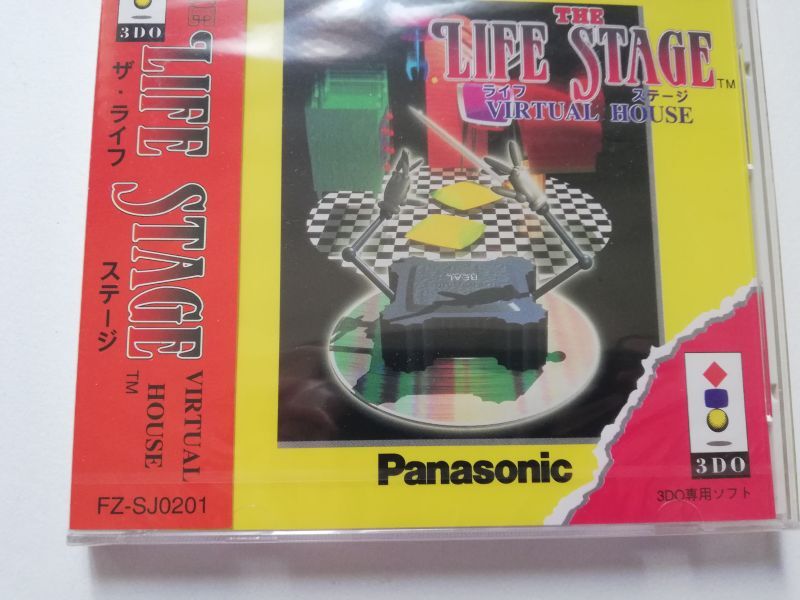 3DO
THE
LIFE STAGE
ザ・ライフ ステージ
VIRTUAL HOUSE
TM
FZ-SJ0201
THE
LIFE STAGE TM
ライフ ステージ
VIRTUAL HOUSE
REAL
Panasonic
3DO
3DO専用ソフト